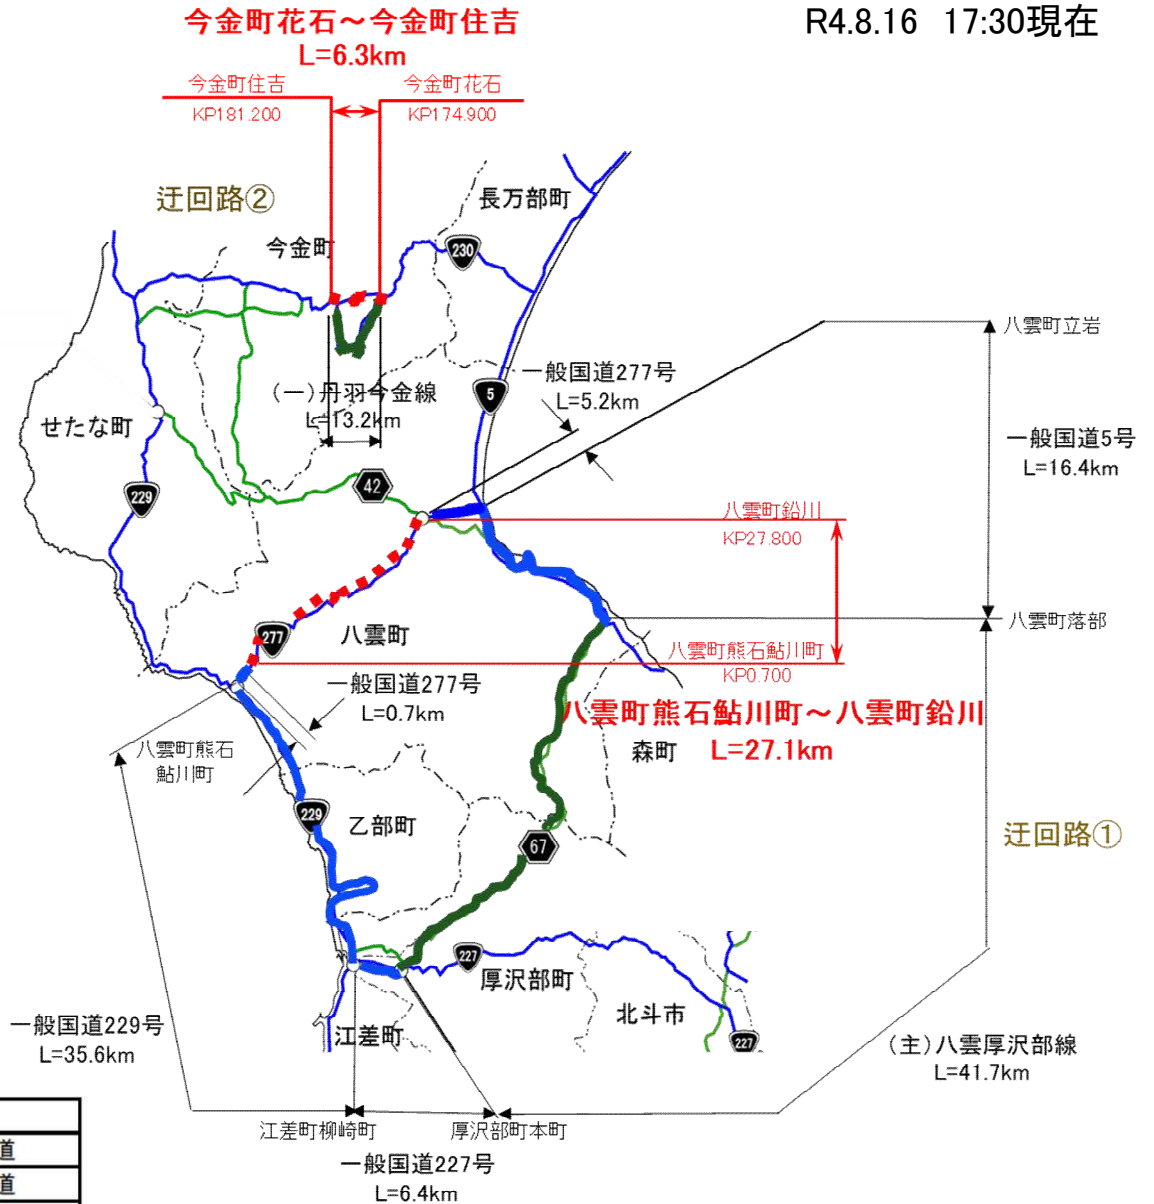 今金町花石～今金町住吉
L=6.3km
R4.8.16 17:30現在
今金町住吉
KP181.200
今金町花石
KP174.900
迂回路②
長万部町
今金町
230
八雲町立岩
一般国道277号
L=5.2km
5
(一)丹羽今金線
L=13.2km
せたな町
一般国道5号
L=16.4km
42
229
八雲町鉛川
KP27.800
八雲町落部
277
八雲町
八雲町熊石鮎川町
KP0.700
一般国道277号
L=0.7km
八雲町熊石鮎川町～八雲町鉛川
L=27.1km
森町
八雲町熊石
鮎川町
229
乙部町
67
迂回路①
227
厚沢部町
北斗市
227
江差町
一般国道229号
L=35.6km
(主)八雲厚沢部線
L=41.7km
江差町柳崎町
厚沢部町本町
道
一般国道227号
L=6.4km
道